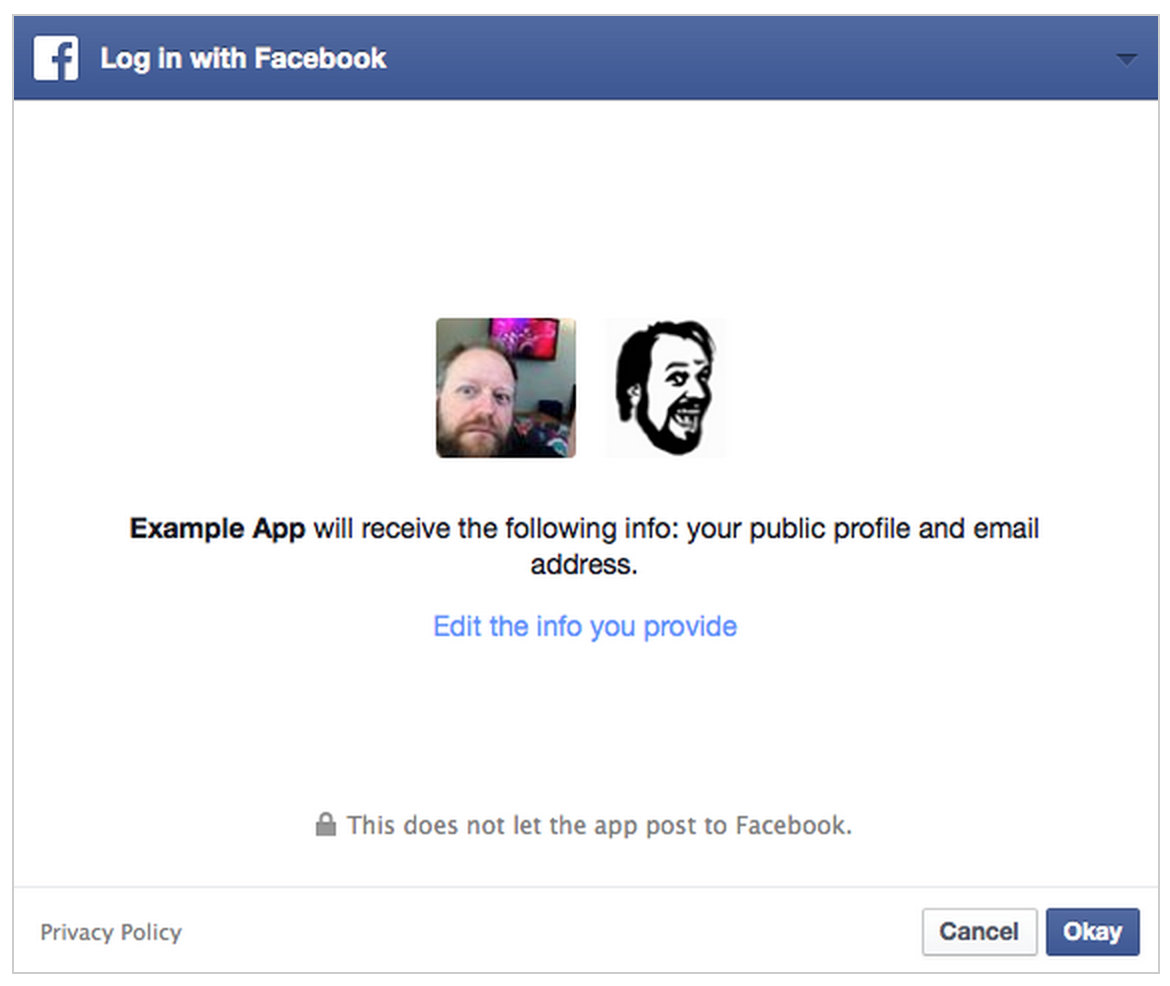 Log in with Facebook
Example App will receive the following info: your public profile and email
address.
Edit the info you provide
This does not let the app post to Facebook.
Privacy Policy
Cancel
Okay